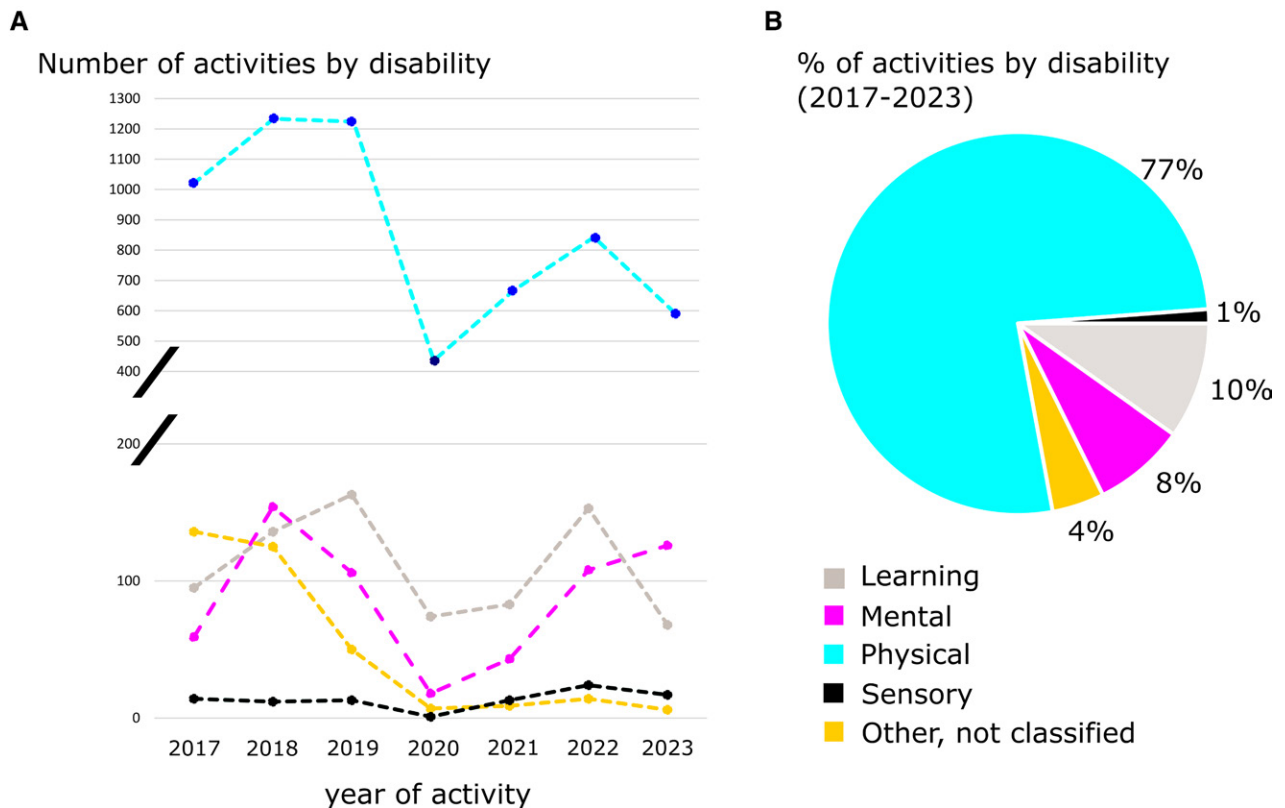 A
Number of activities by disability
1300
1200
1100
1000
900
800
700
600
500
400
200
100
0
2017 2018 2019 2020 2021 2022 2023
year of activity
B
% of activities by disability
(2017-2023)
77%
1%
10%
8%
4%
Learning
Mental
Physical
Sensory
Other, not classified